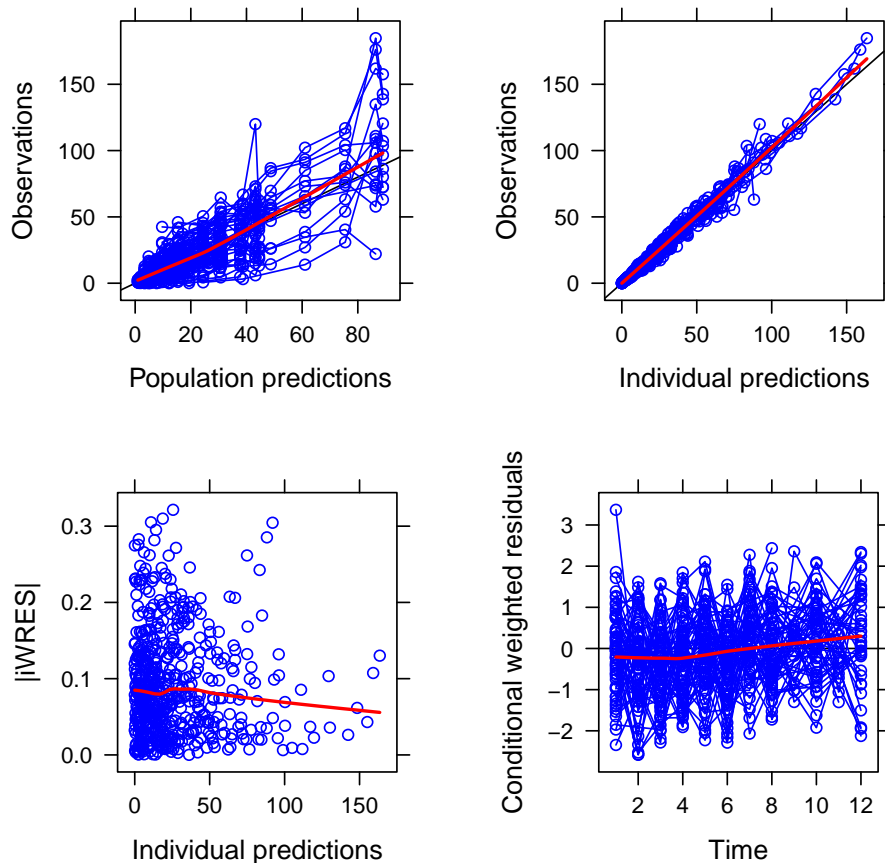 Observations
150
100
50
0
0 20 40 60 80
Population predictions
Observations
150
100
50
0
0 50 100 150
Individual predictions
|iWRES|
0.3
0.2
0.1
0.0
0 50 100 150
Individual predictions
Conditional weighted residuals
3
2
1
0
−1
−2
2 4 6 8 10 12
Time